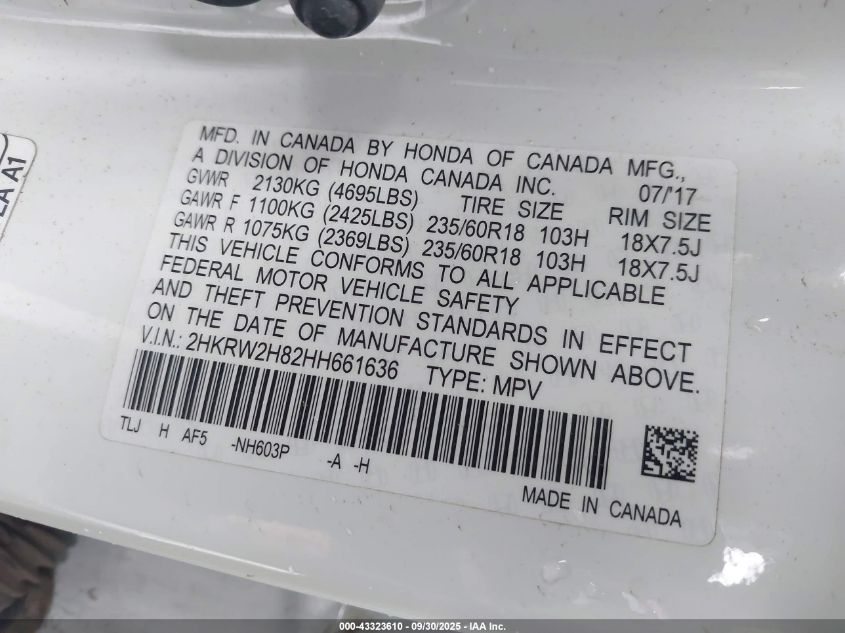 LA A1
MFD. IN CANADA BY HONDA OF CANADA MFG.,
A DIVISION OF HONDA CANADA INC. 07/'17
GVWR 2130KG (4695LBS) TIRE SIZE RIM SIZE
GAWR F 1100KG (2425LBS) 235/60R18 103H 18X7.5J
GAWR R 1075KG (2369LBS) 235/60R18 103H 18X7.5J
THIS VEHICLE CONFORMS TO ALL APPLICABLE
FEDERAL MOTOR VEHICLE SAFETY
AND THEFT PREVENTION STANDARDS IN EFFECT
ON THE DATE OF MANUFACTURE SHOWN ABOVE.
V.I.N.: 2HKRW2H82HH661636 TYPE: MPV
TLJ H AF5 -NH603P -A -H
MADE IN CANADA
000-43323610 - 09/30/2025 - IAA Inc.